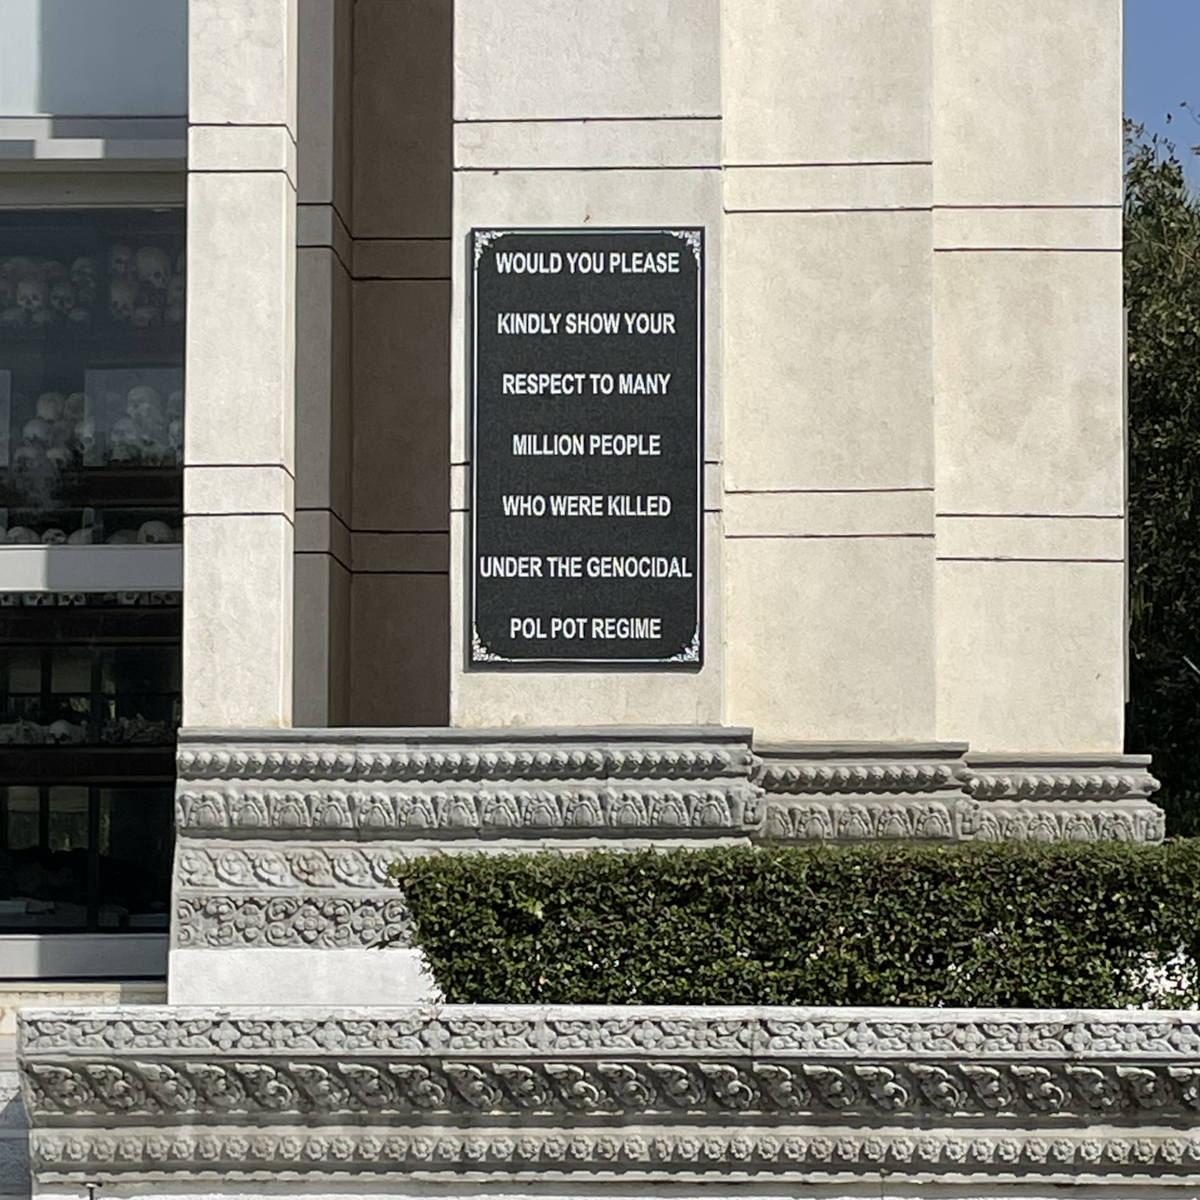 WOULD YOU PLEASE
KINDLY SHOW YOUR
RESPECT TO MANY
MILLION PEOPLE
WHO WERE KILLED
UNDER THE GENOCIDAL
POL POT REGIME